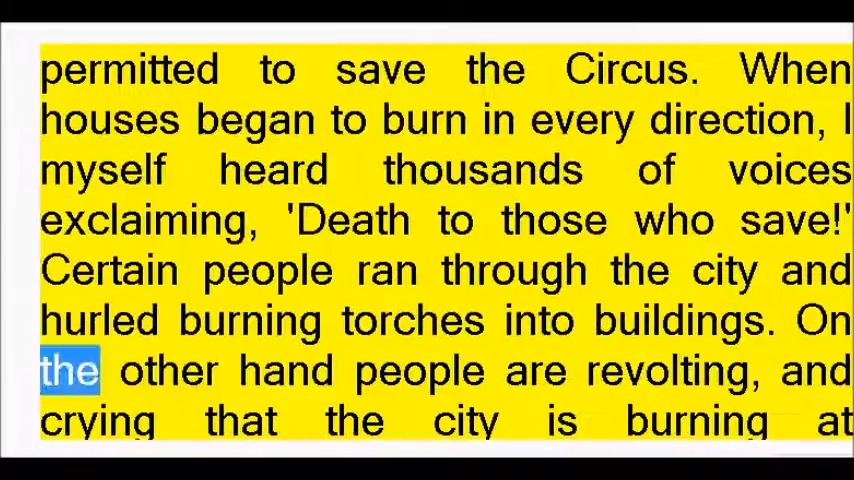 permitted to save the Circus. When
houses began to burn in every direction, I
myself heard thousands of voices
exclaiming, 'Death to those who save!'
Certain people ran through the city and
hurled burning torches into buildings. On
the other hand people are revolting, and
crying that the city is burning at